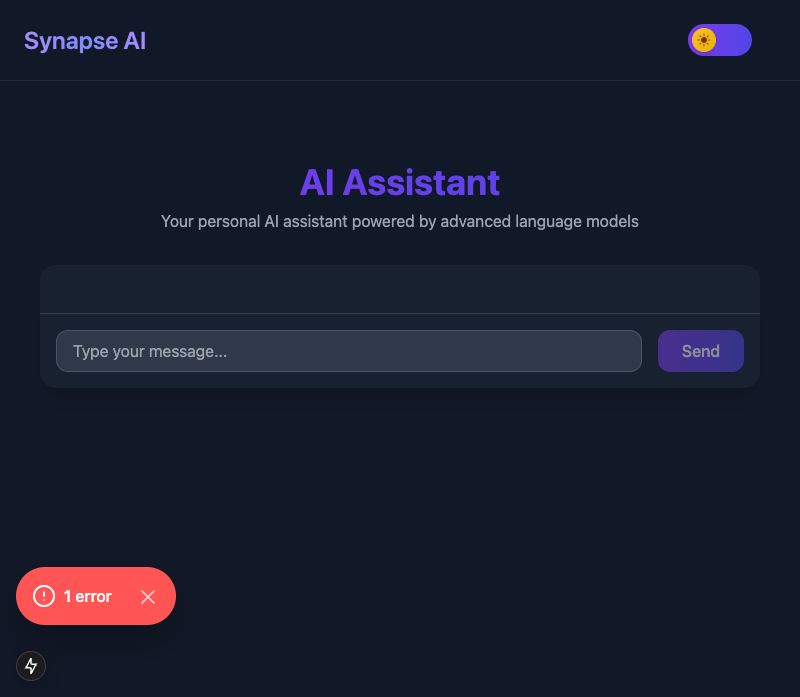 Synapse AI
AI Assistant
Your personal AI assistant powered by advanced language models
Type your message...
Send
1 error